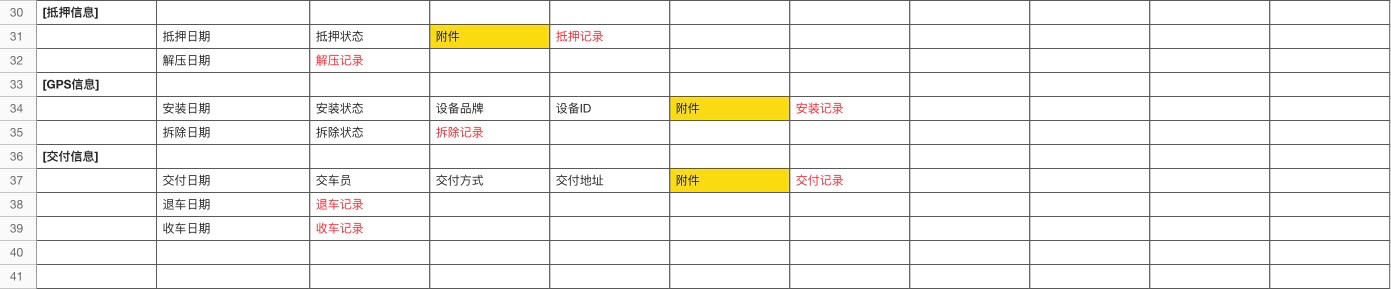 30 [抵押信息]
31 抵押日期 抵押状态 附件 抵押记录
32 解压日期 解压记录
33 [GPS信息]
34 安装日期 安装状态 设备品牌 设备ID 附件 安装记录
35 拆除日期 拆除状态 拆除记录
36 [交付信息]
37 交付日期 交车员 交付方式 交付地址 附件 交付记录
38 退车日期 退车记录
39 收车日期 收车记录
40
41